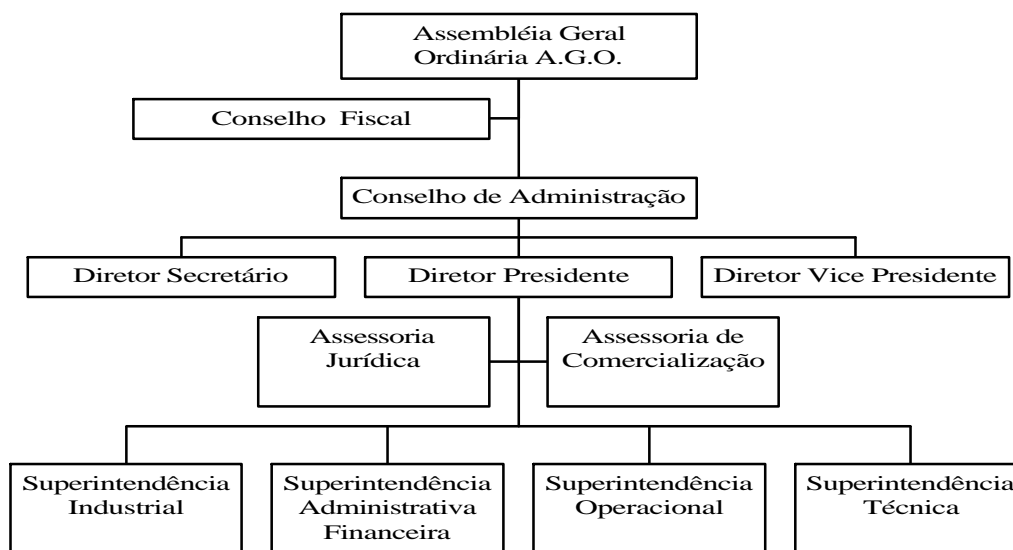 Assembléia Geral
Ordinária A.G.O.
Conselho Fiscal
Conselho de Administração
Diretor Secretário
Diretor Presidente
Diretor Vice Presidente
Assessoria
Jurídica
Assessoria de
Comercialização
Superintendência
Industrial
Superintendência
Administrativa
Financeira
Superintendência
Operacional
Superintendência
Técnica